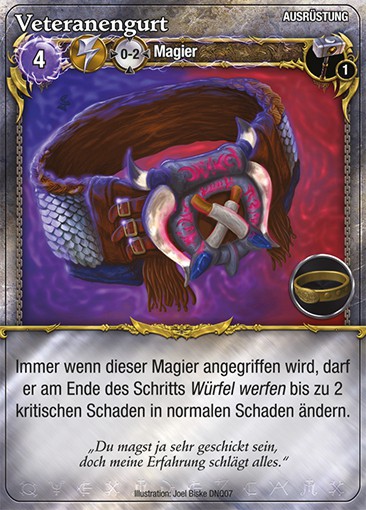 Veteranengurt
AUSRÜSTUNG
4
0-2
Magier
1
Immer wenn dieser Magier angegriffen wird, darf
er am Ende des Schritts Würfel werfen bis zu 2
kritischen Schaden in normalen Schaden ändern.
„Du magst ja sehr geschickt sein,
doch meine Erfahrung schlägt alles.“
Illustration: Joel Biske DNQ07